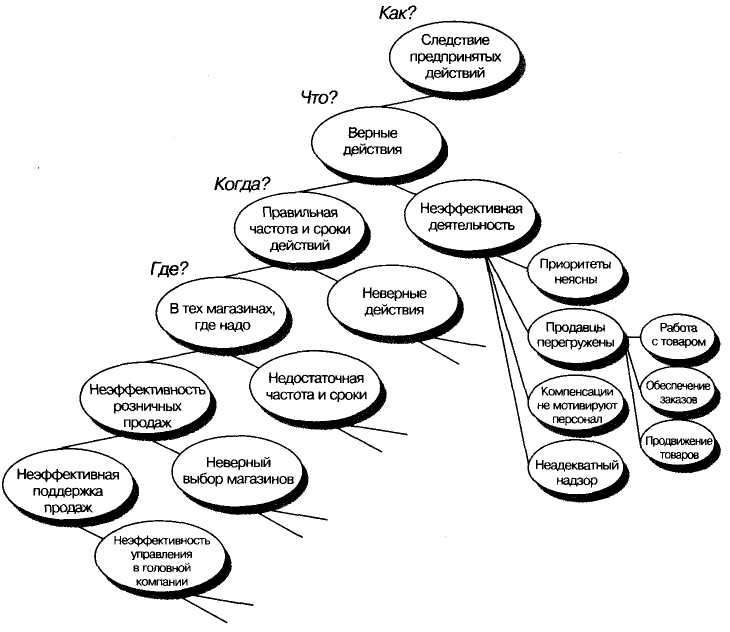 Как?
Следствие
предпринятых
действий
Что?
Верные
действия
Когда?
Правильная
частота и сроки
действий
Неэффективная
деятельность
Где?
В тех магазинах,
где надо
Неверные
действия
Приоритеты
неясны
Продавцы
перегружены
Работа
с товаром
Неэффективность
розничных
продаж
Недостаточная
частота и сроки
Компенсации
не мотивируют
персонал
Обеспечение
заказов
Продвижение
товаров
Неэффективная
поддержка
продаж
Неверный
выбор магазинов
Неадекватный
надзор
Неэффективность
управления
в головной
компании